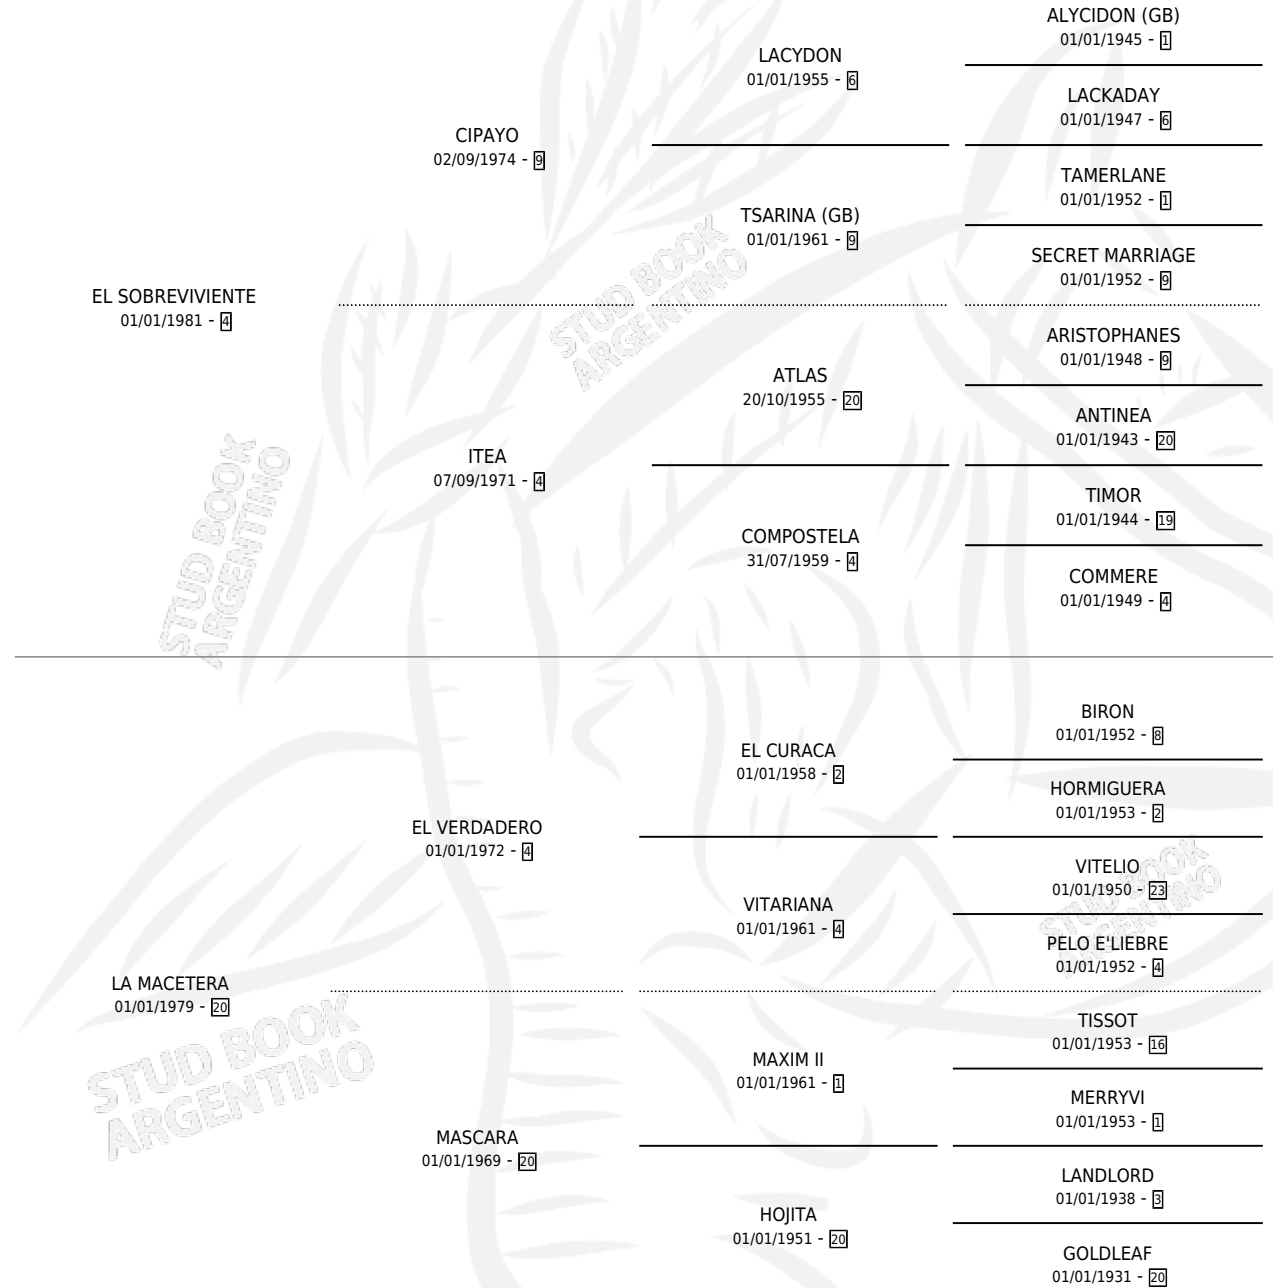 ALYCIDON (GB)
01/01/1945 - 1
LACYDON
01/01/1955 - 6
LACKADAY
01/01/1947 - 6
CIPAYO
02/09/1974 - 9
TAMERLANE
01/01/1952 - 1
TSARINA (GB)
01/01/1961 - 9
SECRET MARRIAGE
01/01/1952 - 9
EL SOBREVIVIENTE
01/01/1981 - 4
STUD BOOK
ARGENTINO
ARISTOPHANES
01/01/1948 - 9
ATLAS
20/10/1955 - 20
ANTINEA
01/01/1943 - 20
ITEA
07/09/1971 - 4
TIMOR
01/01/1944 - 19
COMPOSTELA
31/07/1959 - 4
COMMERE
01/01/1949 - 4
STUD BOOK
ARGENTINO
BIRON
01/01/1952 - 8
EL CURACA
01/01/1958 - 2
HORMIGUERA
01/01/1953 - 2
EL VERDADERO
01/01/1972 - 4
VITELIO
01/01/1950 - 23
VITARIANA
01/01/1961 - 4
PELO E'LIEBRE
01/01/1952 - 4
STUD BOOK
ARGENTINO
LA MACETERA
01/01/1979 - 20
TISSOT
01/01/1953 - 16
MAXIM II
01/01/1961 - 1
MERRYVI
01/01/1953 - 1
STUD BOOK
ARGENTINO
MASCARA
01/01/1969 - 20
LANDLORD
01/01/1938 - 3
HOJITA
01/01/1951 - 20
GOLDLEAF
01/01/1931 - 20